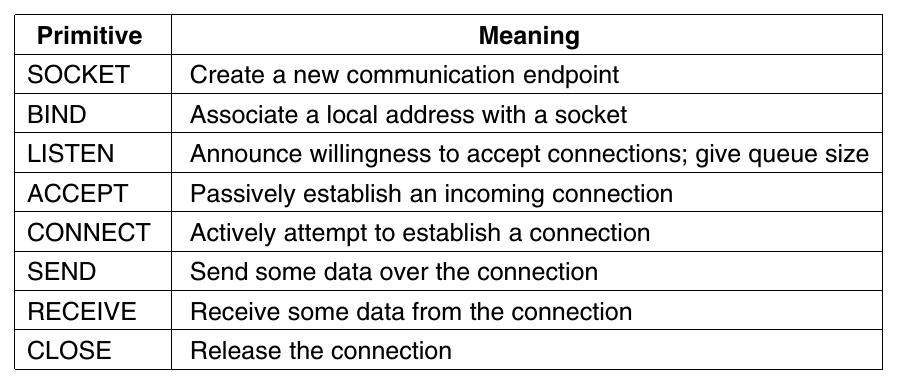 Primitive Meaning
SOCKET Create a new communication endpoint
BIND Associate a local address with a socket
LISTEN Announce willingness to accept connections; give queue size
ACCEPT Passively establish an incoming connection
CONNECT Actively attempt to establish a connection
SEND Send some data over the connection
RECEIVE Receive some data from the connection
CLOSE Release the connection